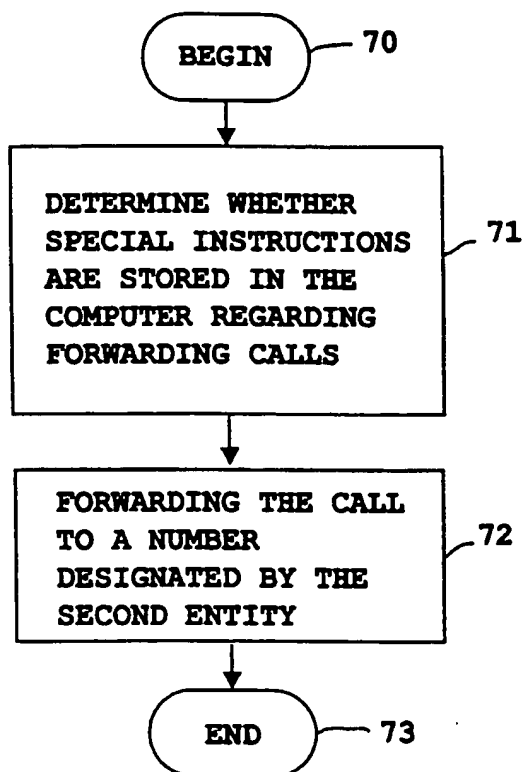 BEGIN
70
DETERMINE WHETHER
SPECIAL INSTRUCTIONS
ARE STORED IN THE
COMPUTER REGARDING
FORWARDING CALLS
71
FORWARDING THE CALL
TO A NUMBER
DESIGNATED BY THE
SECOND ENTITY
72
END
73